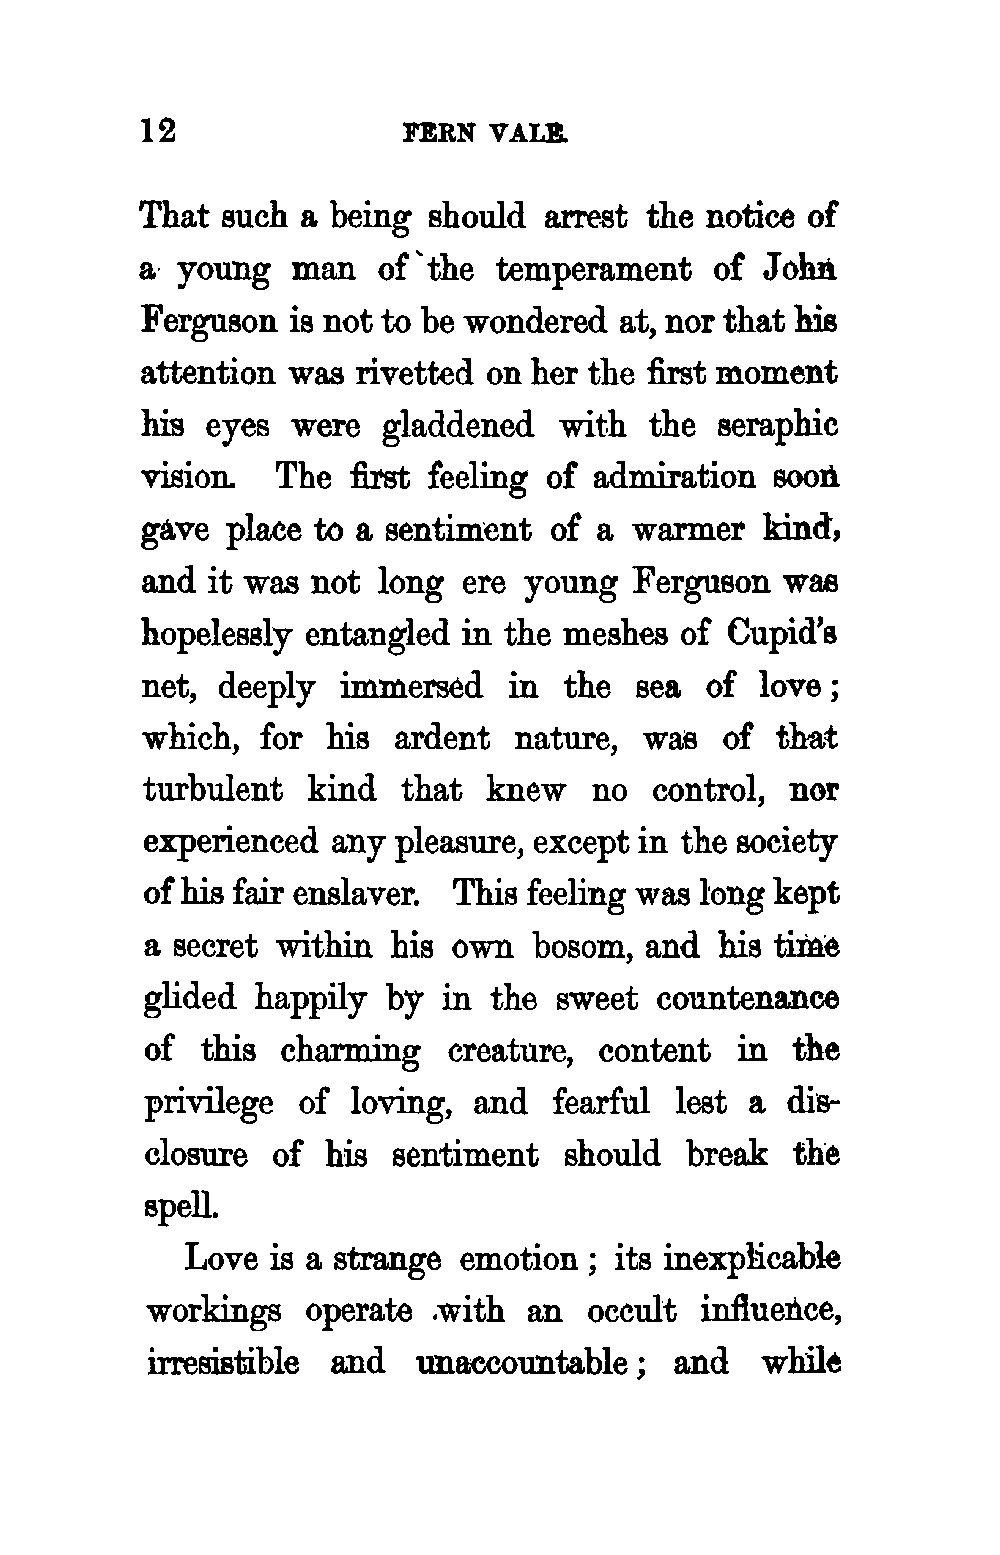 12 FERN VALE.
That such a being should arrest the notice of
a young man of the temperament of John
Ferguson is not to be wondered at, nor that his
attention was rivetted on her the first moment
his eyes were gladdened with the seraphic
vision. The first feeling of admiration soon
gave place to a sentiment of a warmer kind,
and it was not long ere young Ferguson was
hopelessly entangled in the meshes of Cupid's
net, deeply immersed in the sea of love;
which, for his ardent nature, was of that
turbulent kind that knew no control, nor
experienced any pleasure, except in the society
of his fair enslaver. This feeling was long kept
a secret within his own bosom, and his time
glided happily by in the sweet countenance
of this charming creature, content in the
privilege of loving, and fearful lest a dis-
closure of his sentiment should break the
spell.
Love is a strange emotion; its inexplicable
workings operate with an occult influence,
irresistible and unaccountable; and while